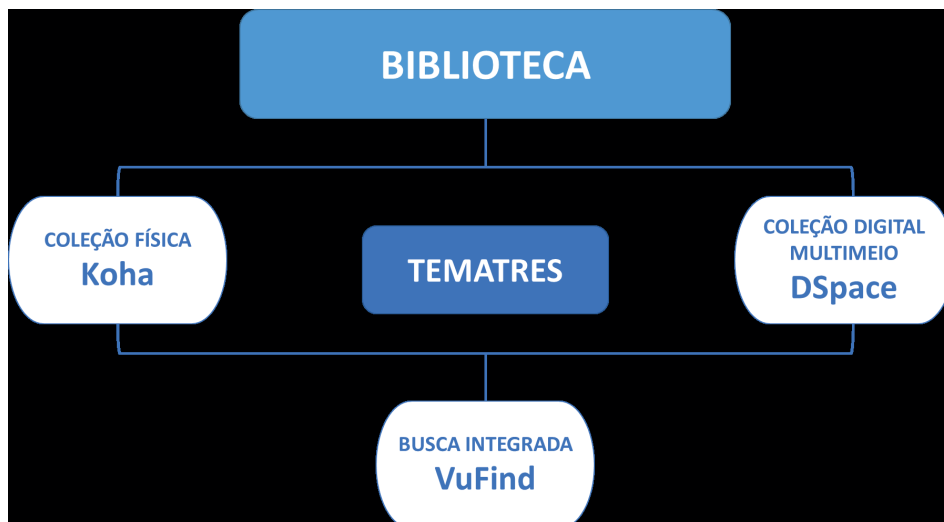 BIBLIOTECA
COLEÇÃO FÍSICA
Koha
TEMATRES
COLEÇÃO DIGITAL
MULTIMEIO
DSpace
BUSCA INTEGRADA
VuFind